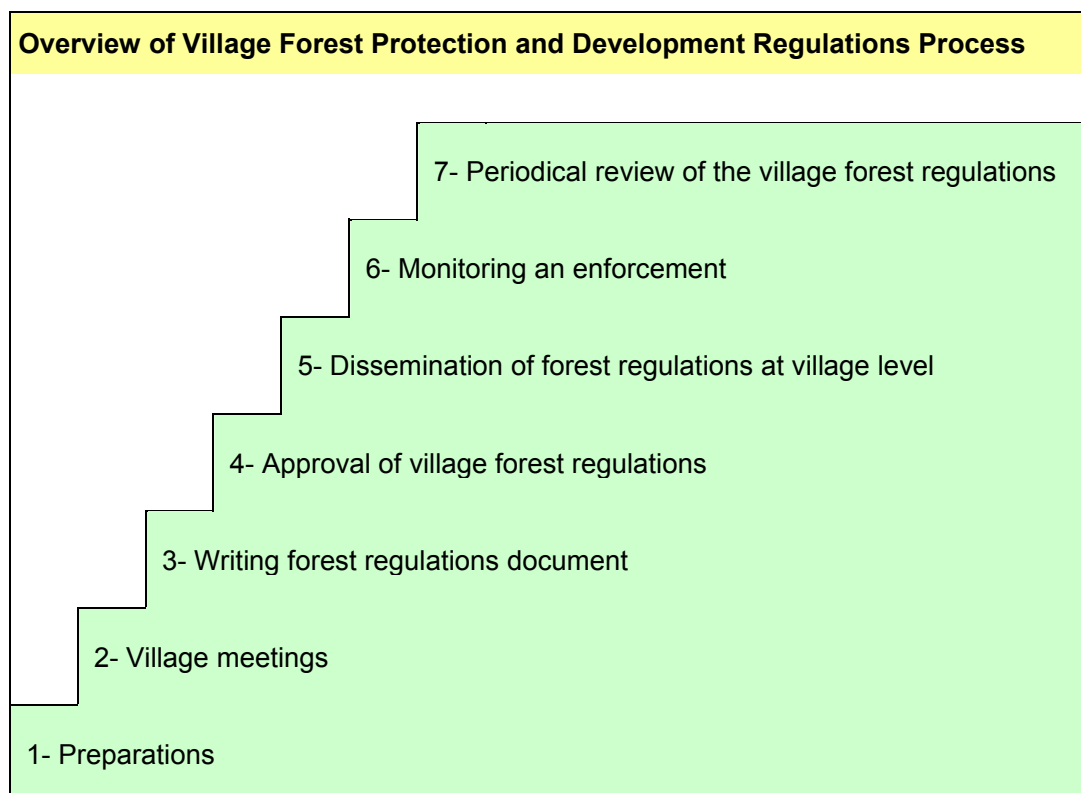 Overview of Village Forest Protection and Development Regulations Process
7- Periodical review of the village forest regulations
6- Monitoring an enforcement
5- Dissemination of forest regulations at village level
4- Approval of village forest regulations
3- Writing forest regulations document
2- Village meetings
1- Preparations